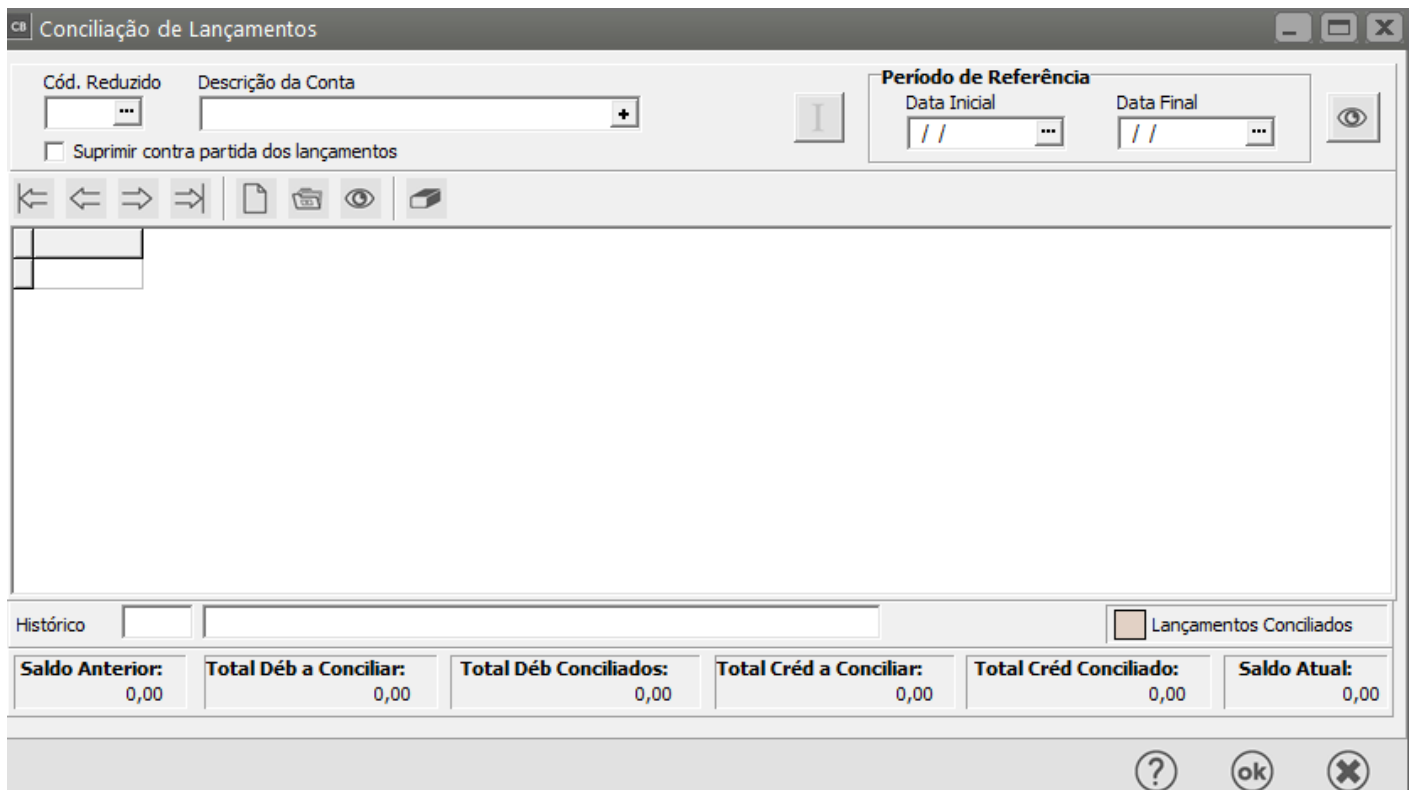 CB Conciliação de Lançamentos
Cód. Reduzido Descrição da Conta
Suprimir contra partida dos lançamentos
I
Período de Referência
Data Inicial Data Final
/ / / /
Histórico Lançamentos Conciliados
Saldo Anterior: Total Déb a Conciliar: Total Déb Conciliados: Total Créd a Conciliar: Total Créd Conciliado: Saldo Atual:
0,00 0,00 0,00 0,00 0,00 0,00
? ok